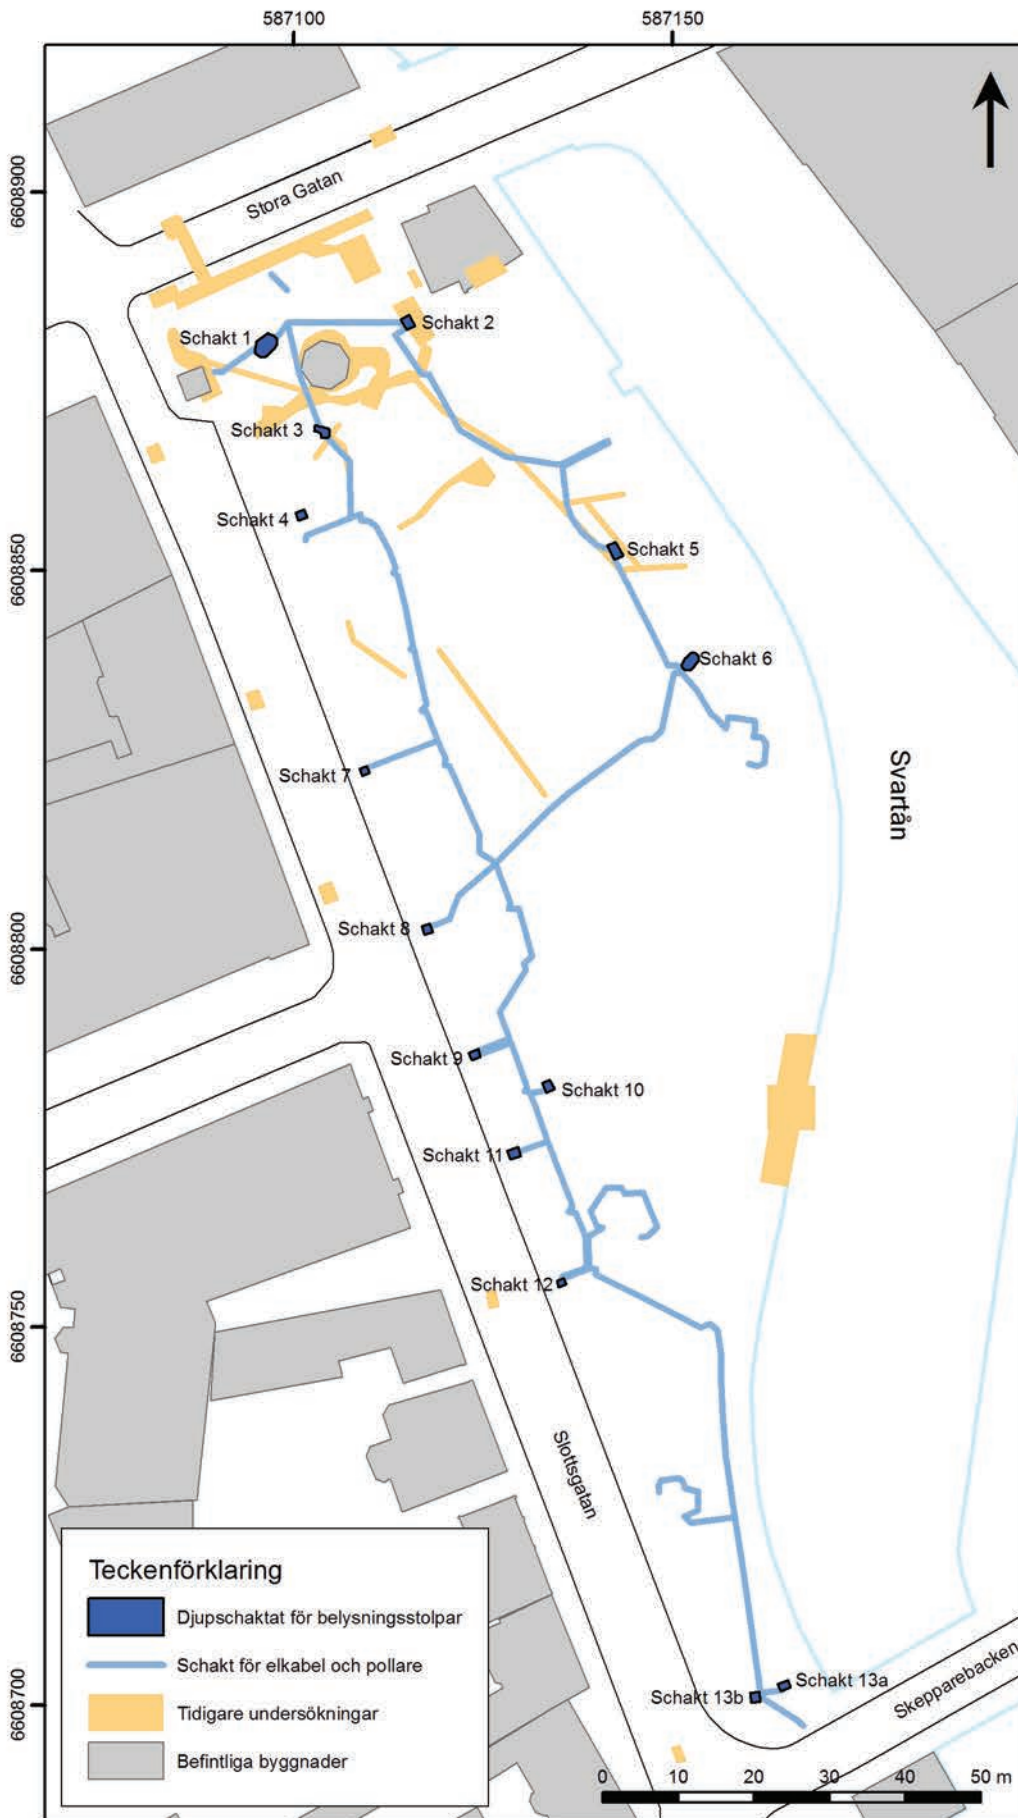 587100
587150
6608900
Stora Gatan
Schakt 1
Schakt 2
Schakt 3
Schakt 4
6608850
Schakt 5
Schakt 6
Schakt 7
Svartån
Schakt 8
6608800
Schakt 9
Schakt 10
Schakt 11
Schakt 12
6608750
Slottsgatan
Teckenförklaring
Djupschaktat för belysningsstolpar
Schakt för elkabel och pollare
Tidigare undersökningar
Befintliga byggnader
Schakt 13a
Schakt 13b
6608700
Skepparebacken
0 10 20 30 40 50 m